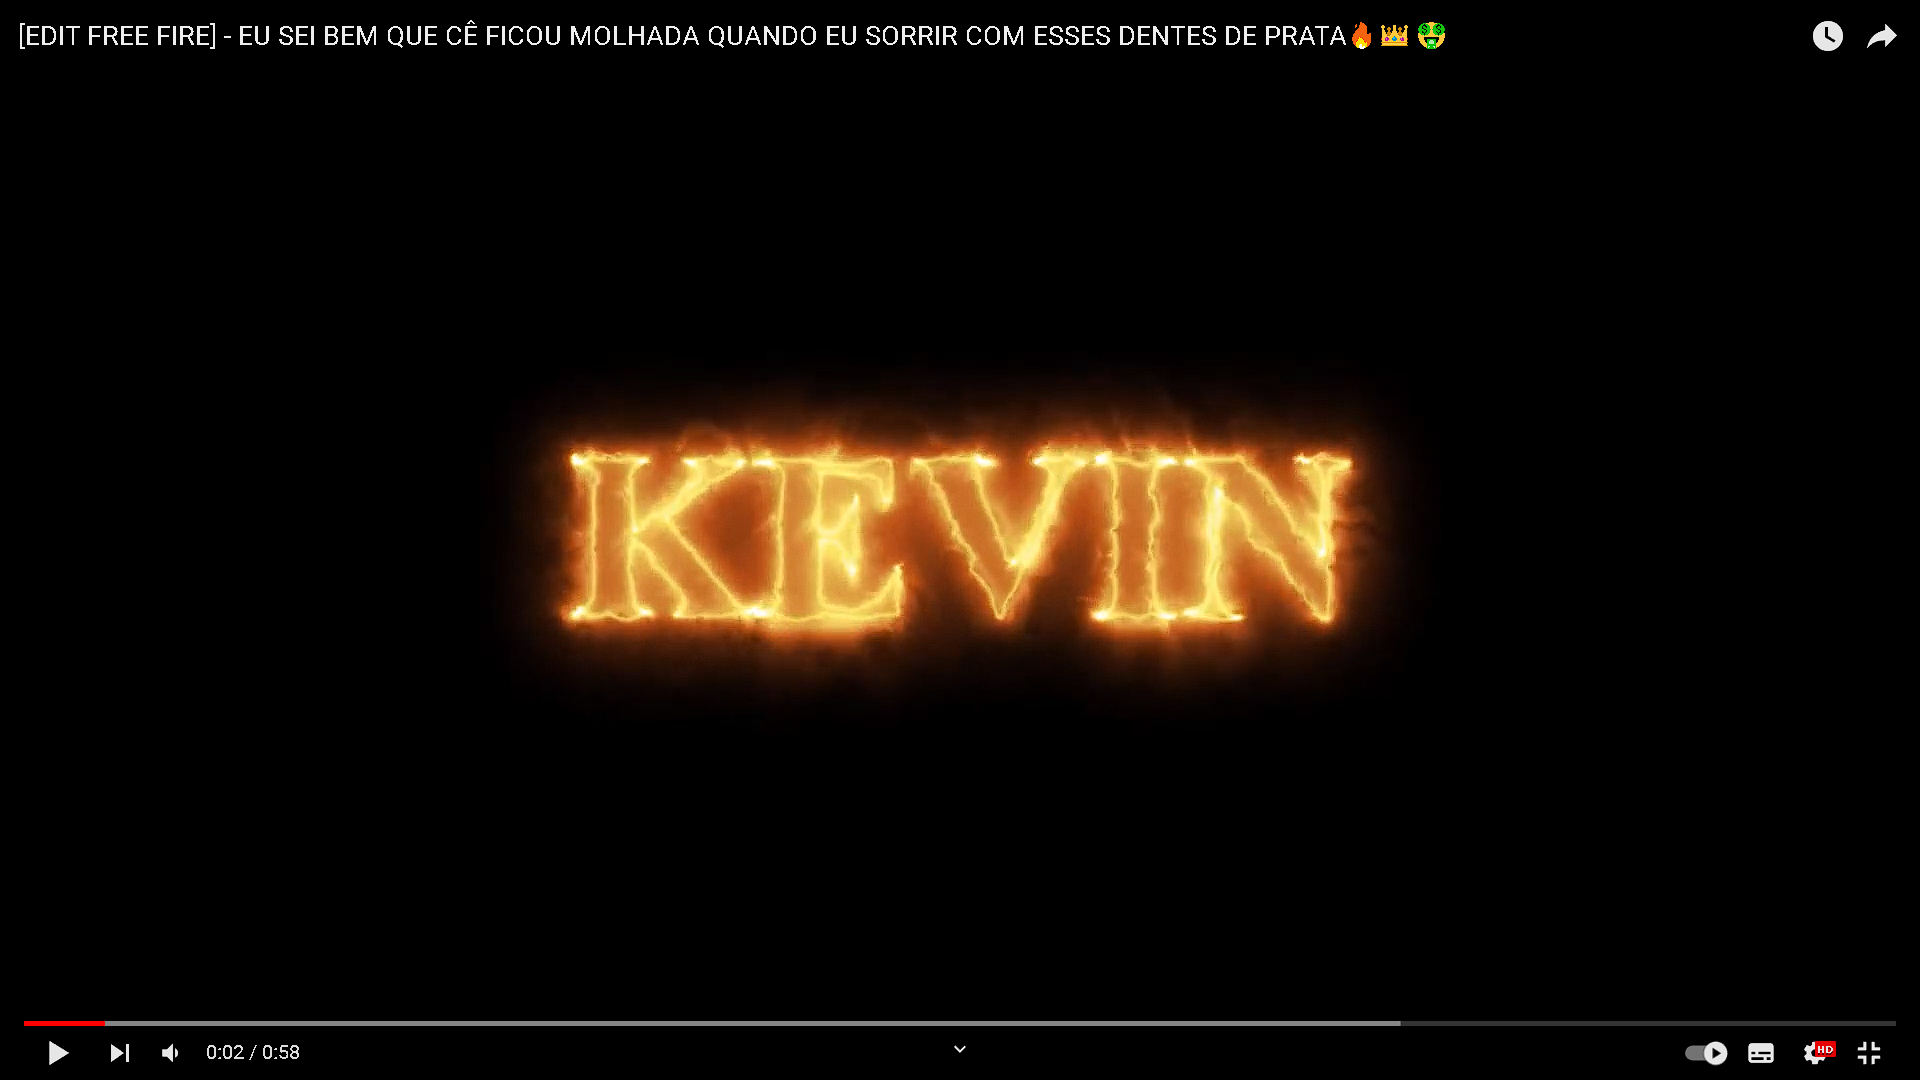 [EDIT FREE FIRE] - EU SEI BEM QUE CÊ FICOU MOLHADA QUANDO EU SORRIR COM ESSES DENTES DE PRATA🔥👑🤑
KEVIN
0:02 / 0:58
HD